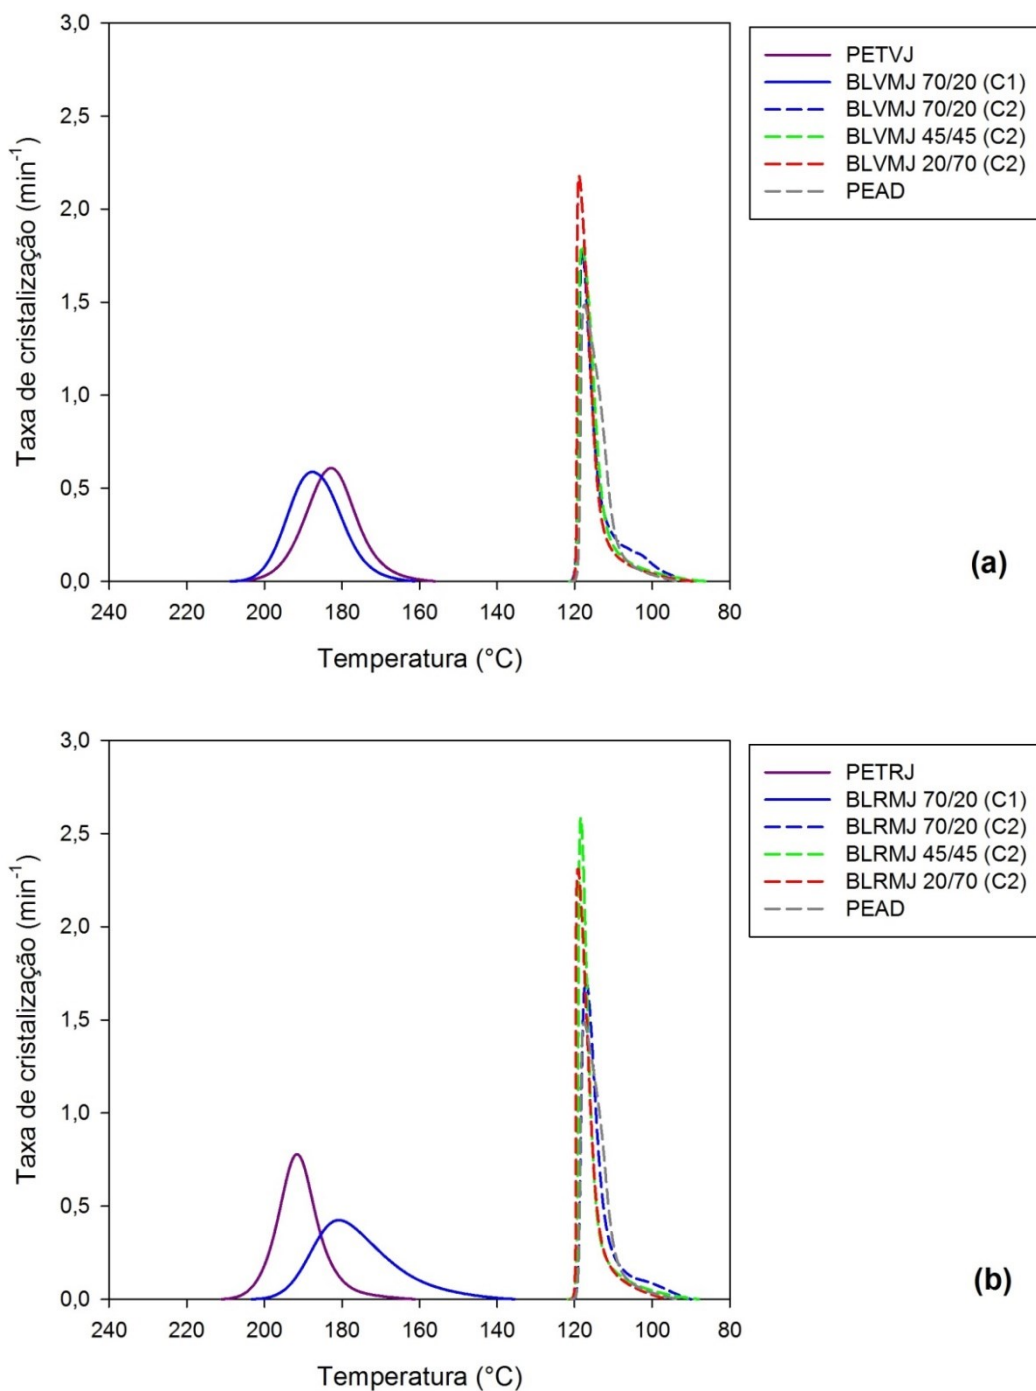 3,0
2,5
2,0
1,5
1,0
0,5
0,0
Taxa de cristalização (min⁻¹)
240 220 200 180 160 140 120 100 80
Temperatura (°C)
PETVJ
BLVMJ 70/20 (C1)
BLVMJ 70/20 (C2)
BLVMJ 45/45 (C2)
BLVMJ 20/70 (C2)
PEAD
(a)
3,0
2,5
2,0
1,5
1,0
0,5
0,0
Taxa de cristalização (min⁻¹)
240 220 200 180 160 140 120 100 80
Temperatura (°C)
PETRJ
BLRMJ 70/20 (C1)
BLRMJ 70/20 (C2)
BLRMJ 45/45 (C2)
BLRMJ 20/70 (C2)
PEAD
(b)